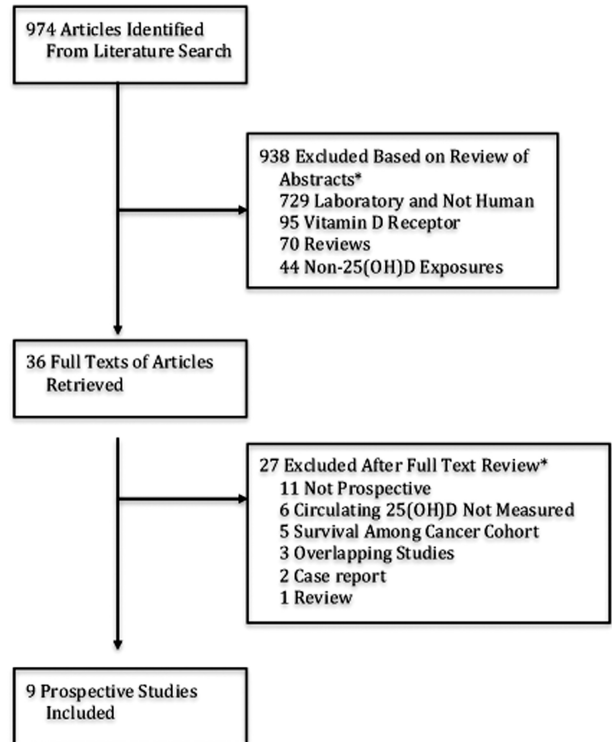 974 Articles Identified
From Literature Search
938 Excluded Based on Review of
Abstracts*
729 Laboratory and Not Human
95 Vitamin D Receptor
70 Reviews
44 Non-25(OH)D Exposures
36 Full Texts of Articles
Retrieved
27 Excluded After Full Text Review*
11 Not Prospective
6 Circulating 25(OH)D Not Measured
5 Survival Among Cancer Cohort
3 Overlapping Studies
2 Case report
1 Review
9 Prospective Studies
Included